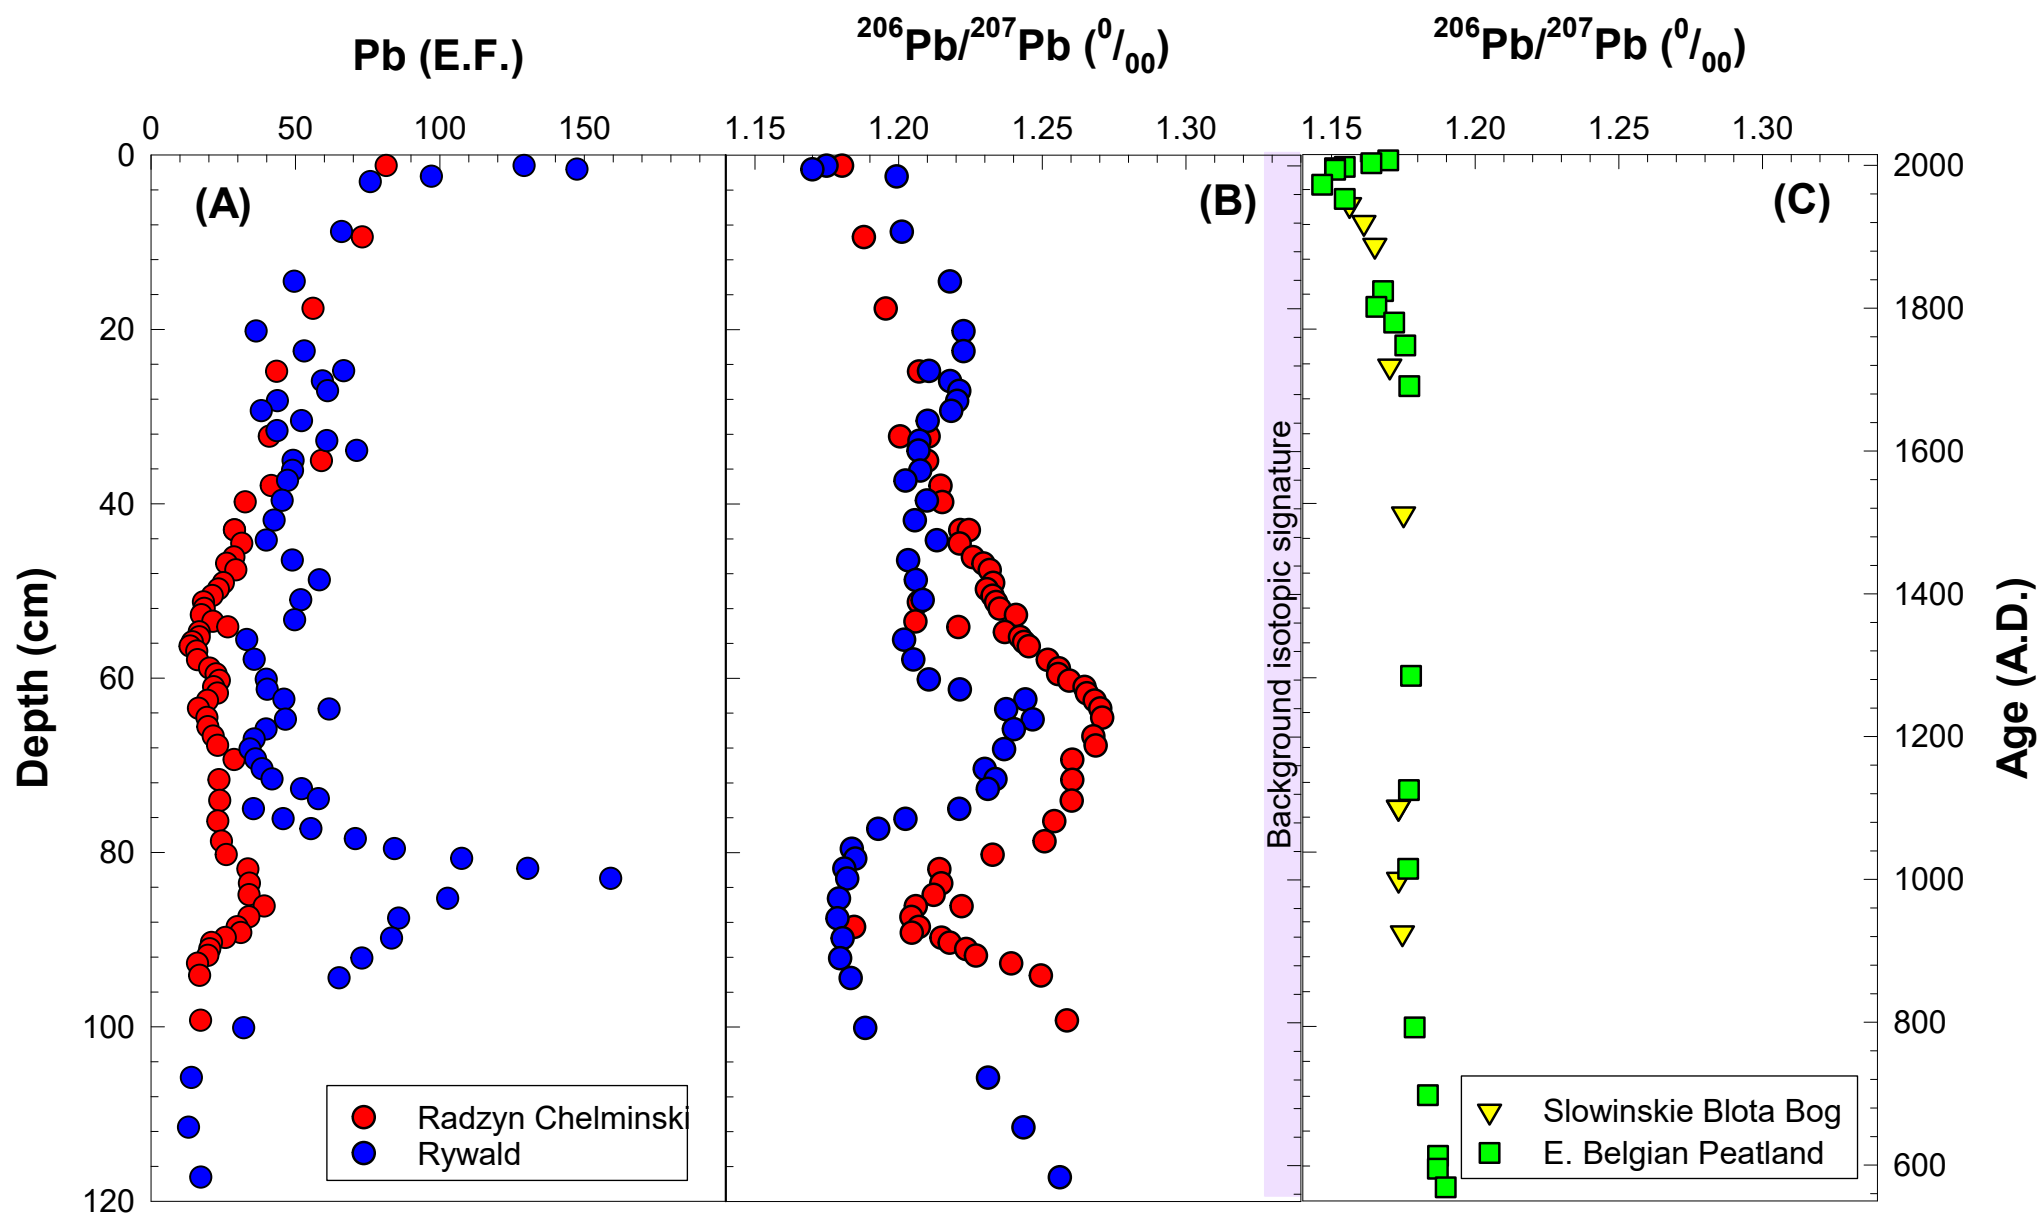 Pb (E.F.)
206Pb/207Pb (0/00)
206Pb/207Pb (0/00)
0 50 100 150
1.15 1.20 1.25 1.30
1.15 1.20 1.25 1.30
(A)
(B)
(C)
Depth (cm)
0
20
40
60
80
100
120
Background isotopic signature
Age (A.D.)
2000
1800
1600
1400
1200
1000
800
600
Radzyn Chelminski
Rywald
Slowinskie Blota Bog
E. Belgian Peatland